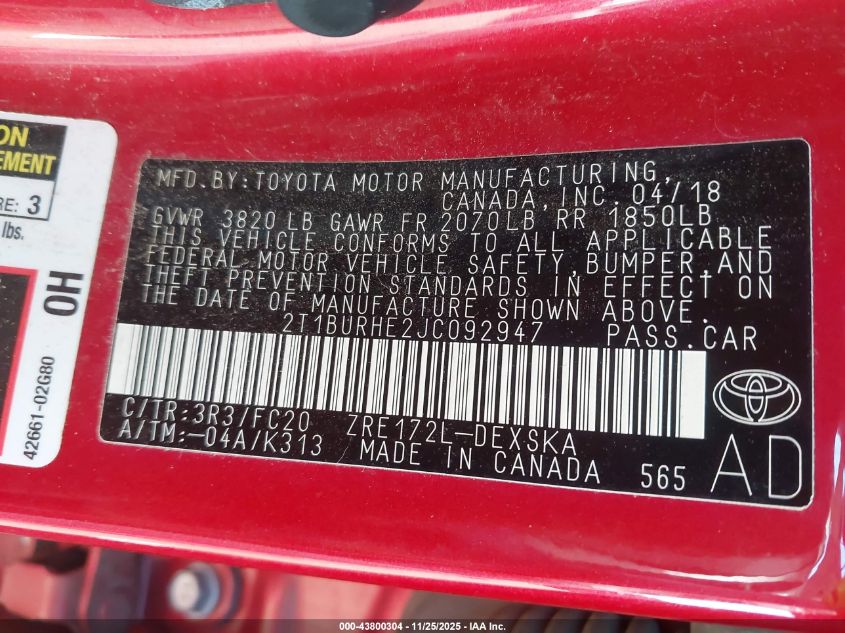 ON
EMENT
RE: 3
lbs.
OH
42661-02G80
MFD.BY:TOYOTA MOTOR MANUFACTURING,
CANADA,INC. 04/18
GVWR 3820LB GAWR FR 2070LB RR 1850LB
THIS VEHICLE CONFORMS TO ALL APPLICABLE
FEDERAL MOTOR VEHICLE SAFETY,BUMPER,AND
THEFT PREVENTION STANDARDS IN EFFECT ON
THE DATE OF MANUFACTURE SHOWN ABOVE.
2T1BURHE2JC092947 PASS.CAR
C/TR:3R3/FC20 ZRE172L-DEXSKA
A/TM:-04A/K313 MADE IN CANADA 565
AD
000-43800304 - 11/25/2025 - IAA Inc.